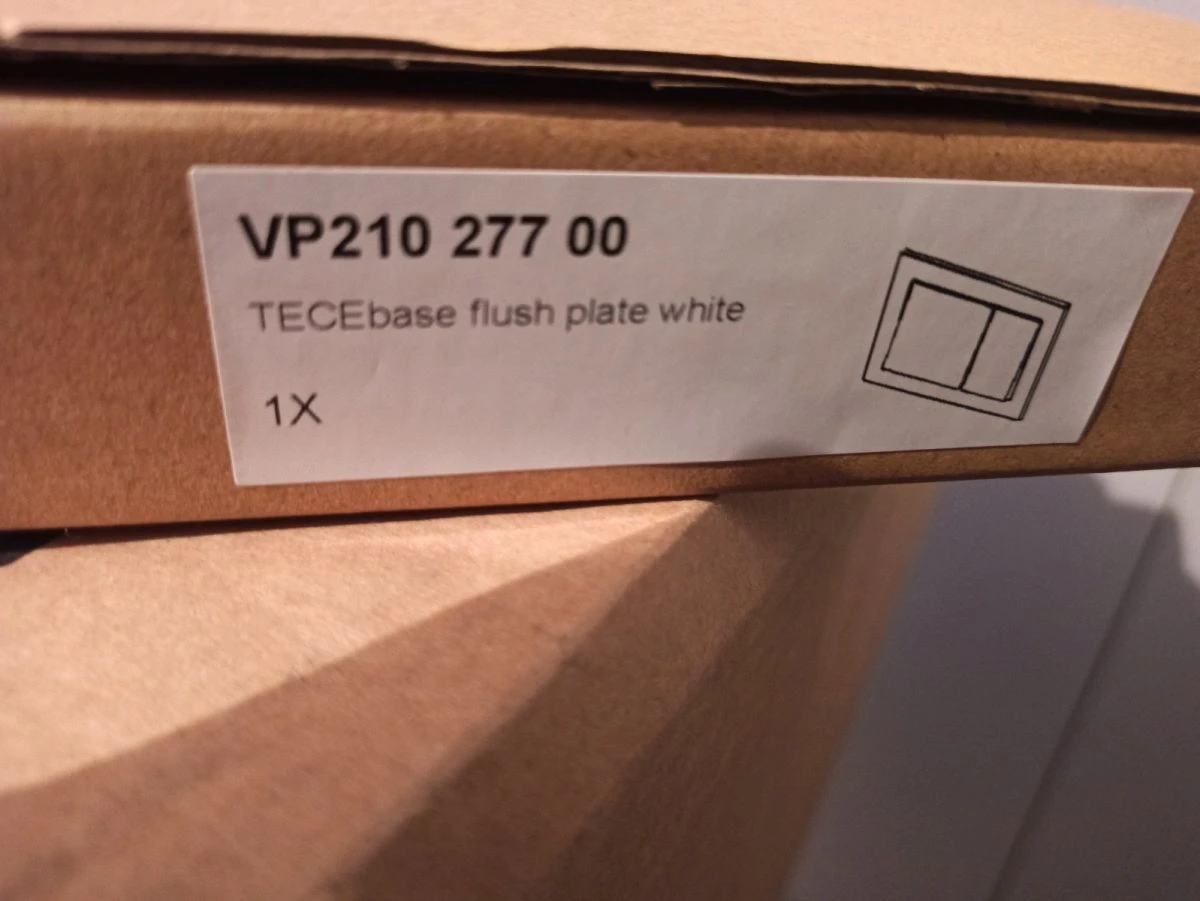 VP210 277 00
TECEbase flush plate white
1X